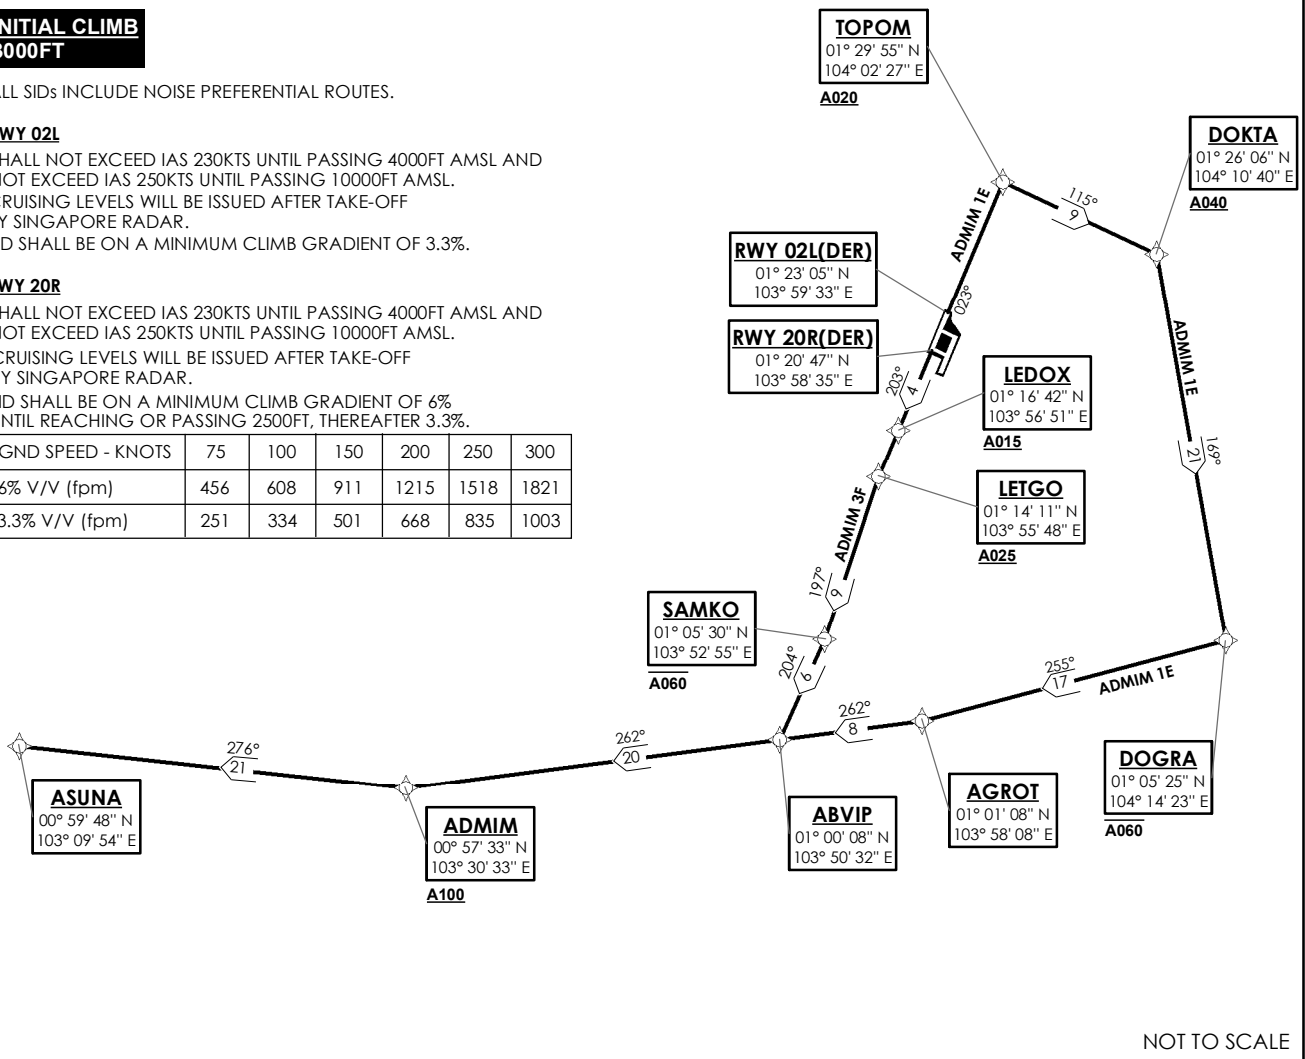 NITIAL CLIMB
3000FT
ALL SIDs INCLUDE NOISE PREFERENTIAL ROUTES.
WY 02L
HALL NOT EXCEED IAS 230KTS UNTIL PASSING 4000FT AMSL AND
NOT EXCEED IAS 250KTS UNTIL PASSING 10000FT AMSL.
CRUISING LEVELS WILL BE ISSUED AFTER TAKE-OFF
Y SINGAPORE RADAR.
ND SHALL BE ON A MINIMUM CLIMB GRADIENT OF 3.3%.
WY 20R
HALL NOT EXCEED IAS 230KTS UNTIL PASSING 4000FT AMSL AND
NOT EXCEED IAS 250KTS UNTIL PASSING 10000FT AMSL.
CRUISING LEVELS WILL BE ISSUED AFTER TAKE-OFF
Y SINGAPORE RADAR.
ND SHALL BE ON A MINIMUM CLIMB GRADIENT OF 6%
NTIL REACHING OR PASSING 2500FT, THEREAFTER 3.3%.
GND SPEED - KNOTS 75 100 150 200 250 300
6% V/V (fpm) 456 608 911 1215 1518 1821
3.3% V/V (fpm) 251 334 501 668 835 1003
TOPOM
01° 29' 55" N
104° 02' 27" E
A020
DOKTA
01° 26' 06" N
104° 10' 40" E
A040
115°
9
ADMIM 1E
RWY 02L(DER)
01° 23' 05" N
103° 59' 33" E
023°
RWY 20R(DER)
01° 20' 47" N
103° 58' 35" E
203°
4
LEDOX
01° 16' 42" N
103° 56' 51" E
A015
ADMIM 1E
169°
21
LETGO
01° 14' 11" N
103° 55' 48" E
A025
ADMIM 3F
197°
9
SAMKO
01° 05' 30" N
103° 52' 55" E
A060
204°
6
255°
17
ADMIM 1E
262°
8
262°
20
276°
21
DOGRA
01° 05' 25" N
104° 14' 23" E
A060
ASUNA
00° 59' 48" N
103° 09' 54" E
ADMIM
00° 57' 33" N
103° 30' 33" E
A100
ABVIP
01° 00' 08" N
103° 50' 32" E
AGROT
01° 01' 08" N
103° 58' 08" E
NOT TO SCALE